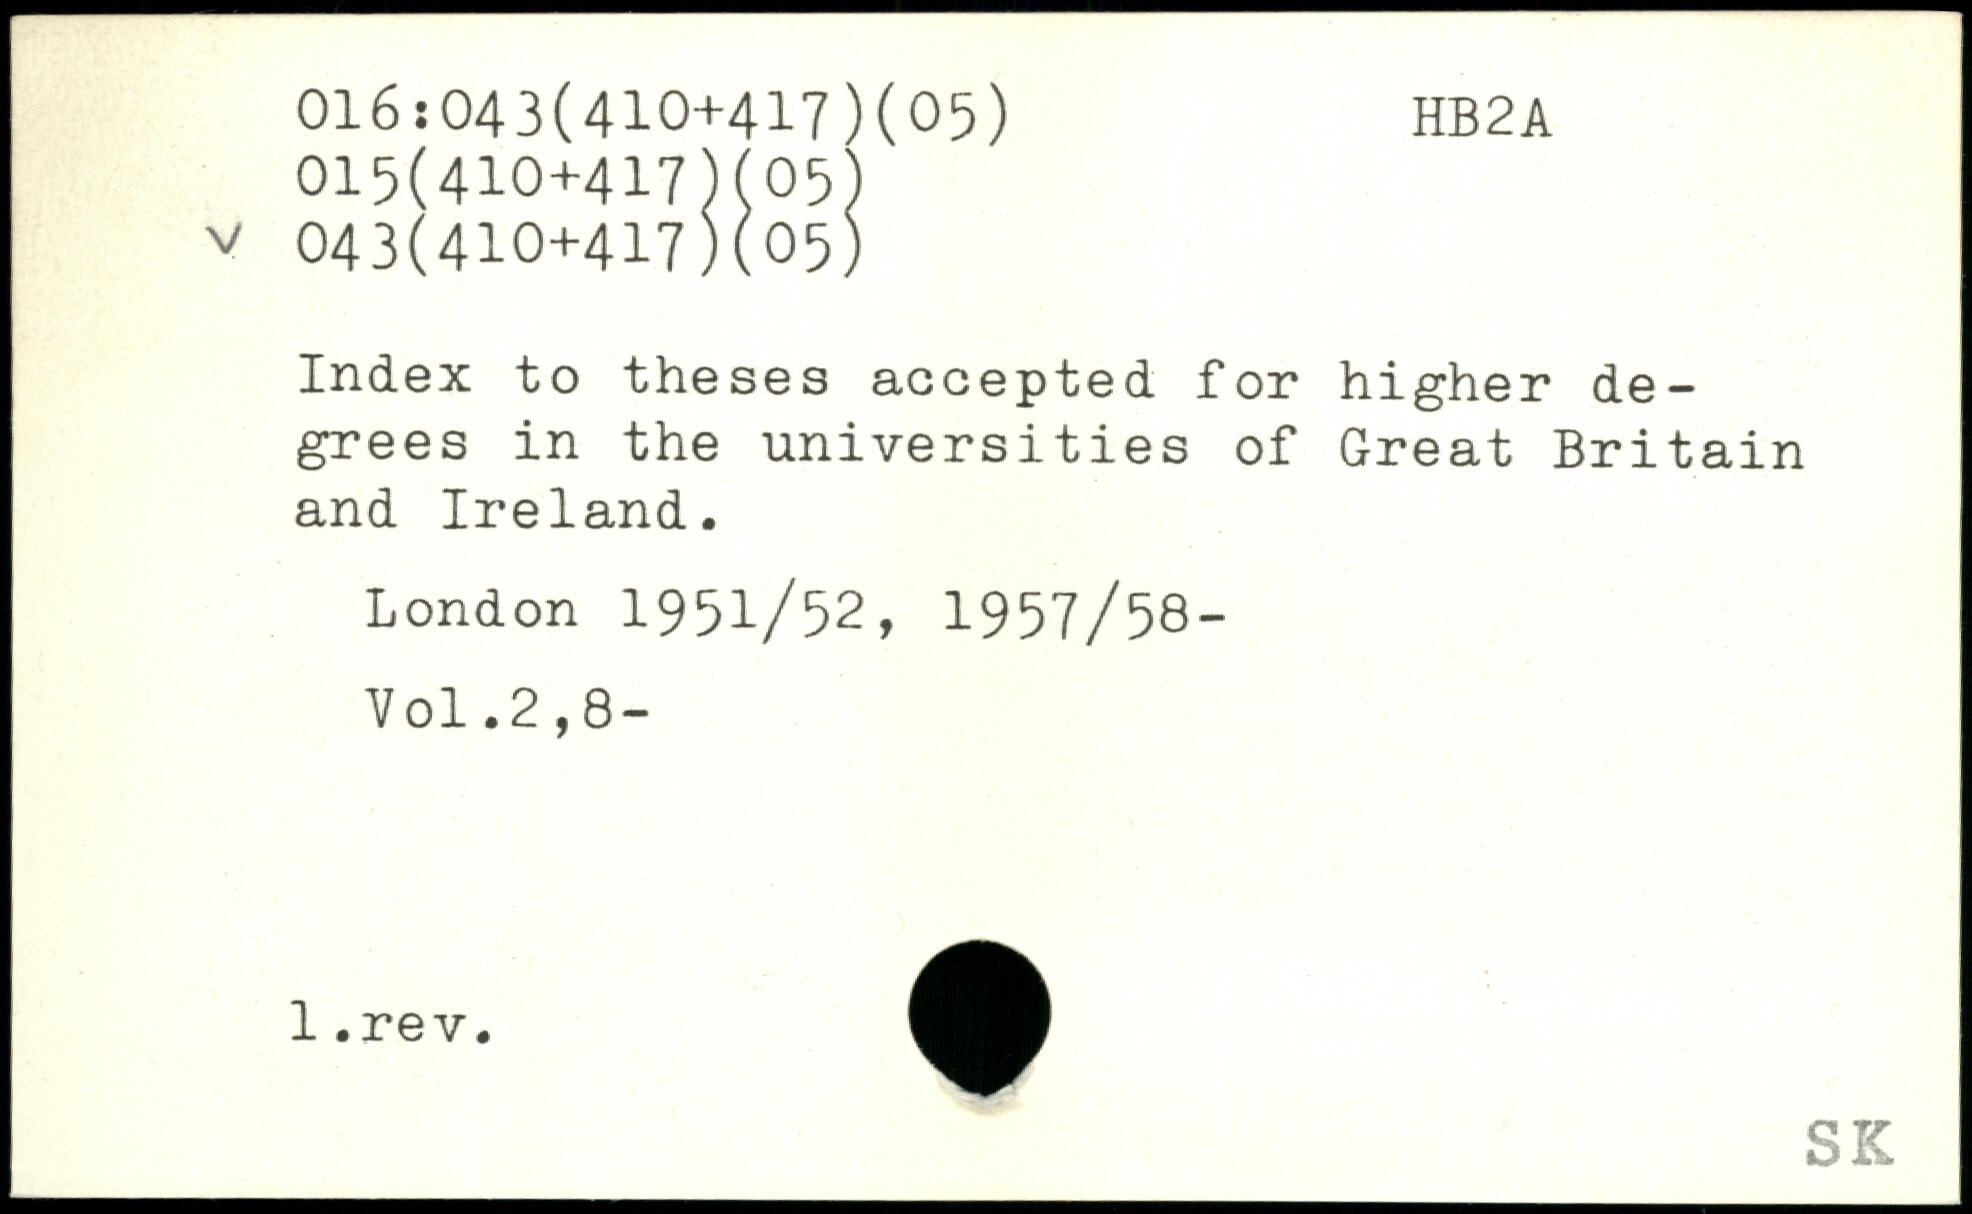 016:043(410+417)(05) HB2A
015(410+417)(05)
v 043(410+417)(05)
Index to theses accepted for higher de-
grees in the universities of Great Britain
and Ireland.
London 1951/52, 1957/58-
Vol.2,8-
1.rev.
SK